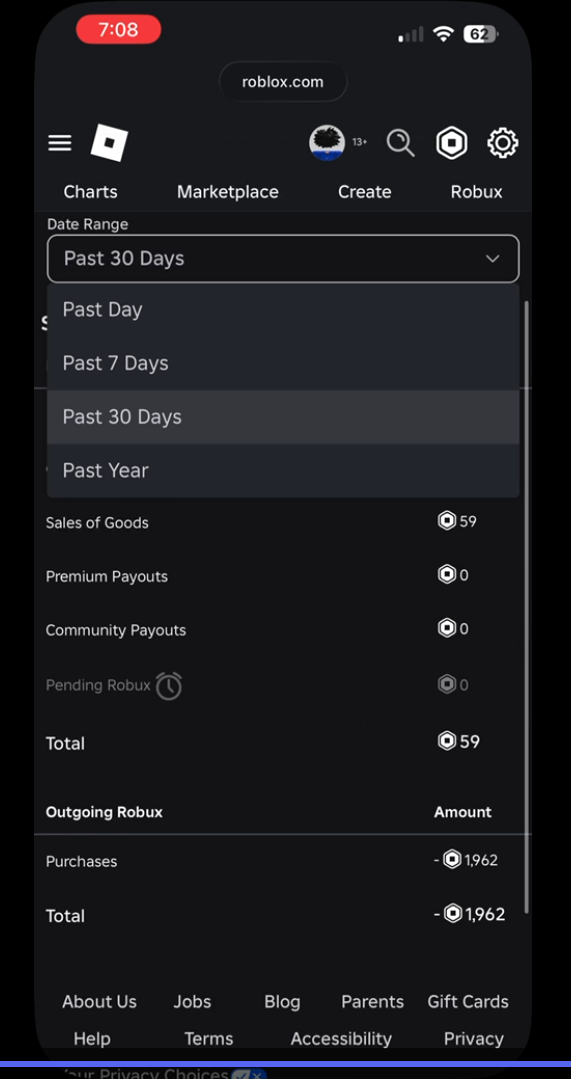 7:08
62
roblox.com
13+
Charts Marketplace Create Robux
Date Range
Past 30 Days
Past Day
Past 7 Days
Past 30 Days
Past Year
Sales of Goods 59
Premium Payouts 0
Community Payouts 0
Pending Robux 0
Total 59
Outgoing Robux Amount
Purchases - 1,962
Total - 1,962
About Us Jobs Blog Parents Gift Cards
Help Terms Accessibility Privacy
Your Privacy Choices